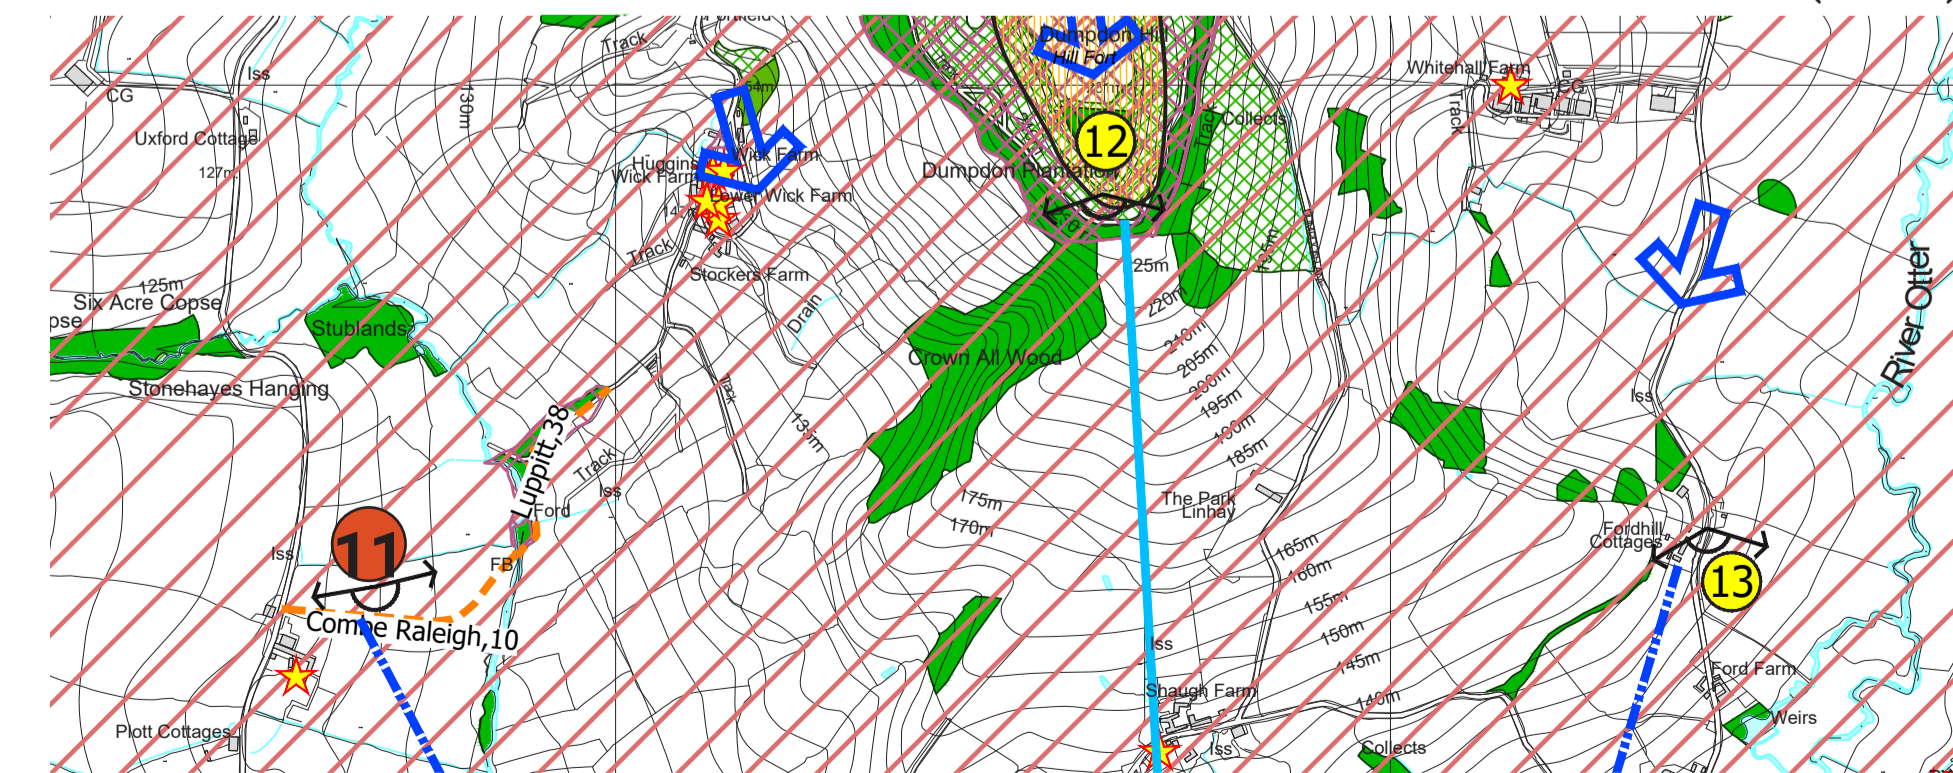 Track
Dumpdon Hill
Hill Fort
Iss
CG
130m
Whitehall Farm
CG
Track
Track
Collects
Uxford Cottage
127m
12
Huggins
Wick Farm
Wick Farm
Lower Wick Farm
Dumpdon Plantation
Track
Stockers Farm
25m
125m
Six Acre Copse
pse
Stublands
Drain
220m
210m
205m
200m
195m
190m
185m
River Otter
Crown All Wood
Stonehayes Hanging
Track
135m
Iss
Luppitt,38
Track
Iss
Ford
175m
170m
The Park
Linhay
165m
160m
155m
150m
145m
140m
Fordhill
Cottages
11
Iss
FB
13
Combe Raleigh,10
Iss
Ford Farm
Shaugh Farm
Weirs
Plott Cottages
Iss
Collects